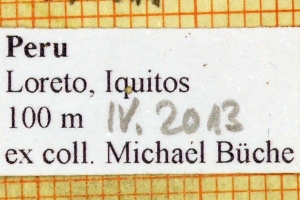 Peru
Loreto, Iquitos
100 m IV. 2013
ex coll. Michael Büche